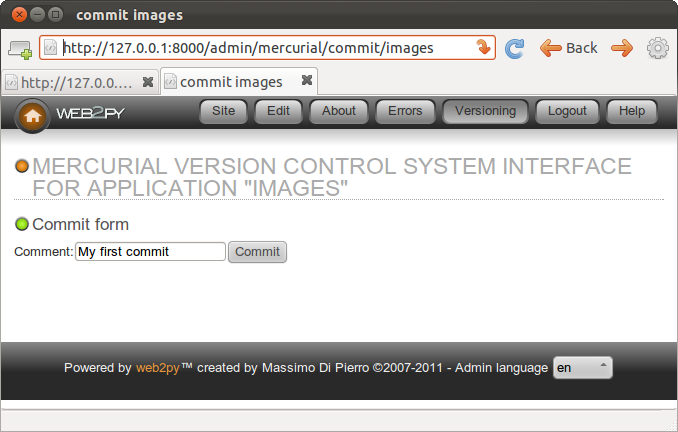 commit images
http://127.0.0.1:8000/admin/mercurial/commit/images
Back
http://127.0.0.... commit images
WEB2PY Site Edit About Errors Versioning Logout Help
MERCURIAL VERSION CONTROL SYSTEM INTERFACE
FOR APPLICATION "IMAGES"
Commit form
Comment: My first commit Commit
Powered by web2py™ created by Massimo Di Pierro ©2007-2011 - Admin language en